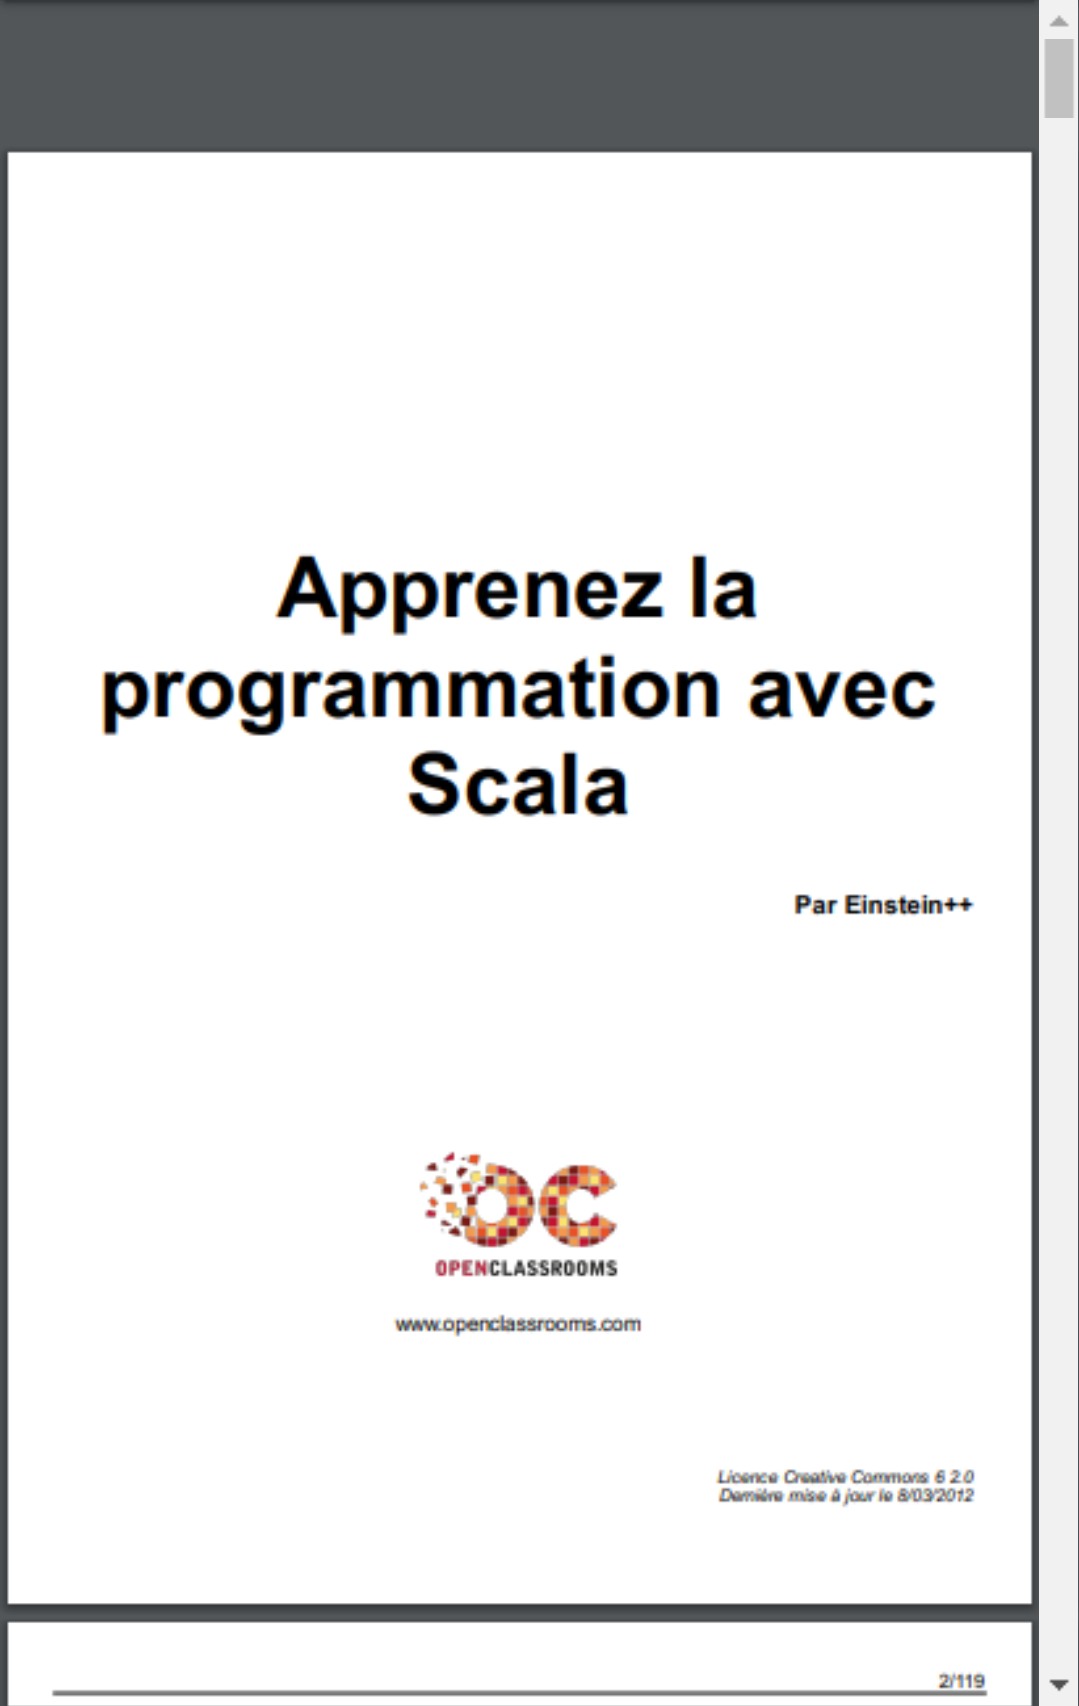 Apprenez la
programmation avec
Scala
Par Einstein++
OPENCLASSROOMS
www.openclassrooms.com
Licence Creative Commons 6 2.0
Dernière mise à jour le 8/03/2012
2/119